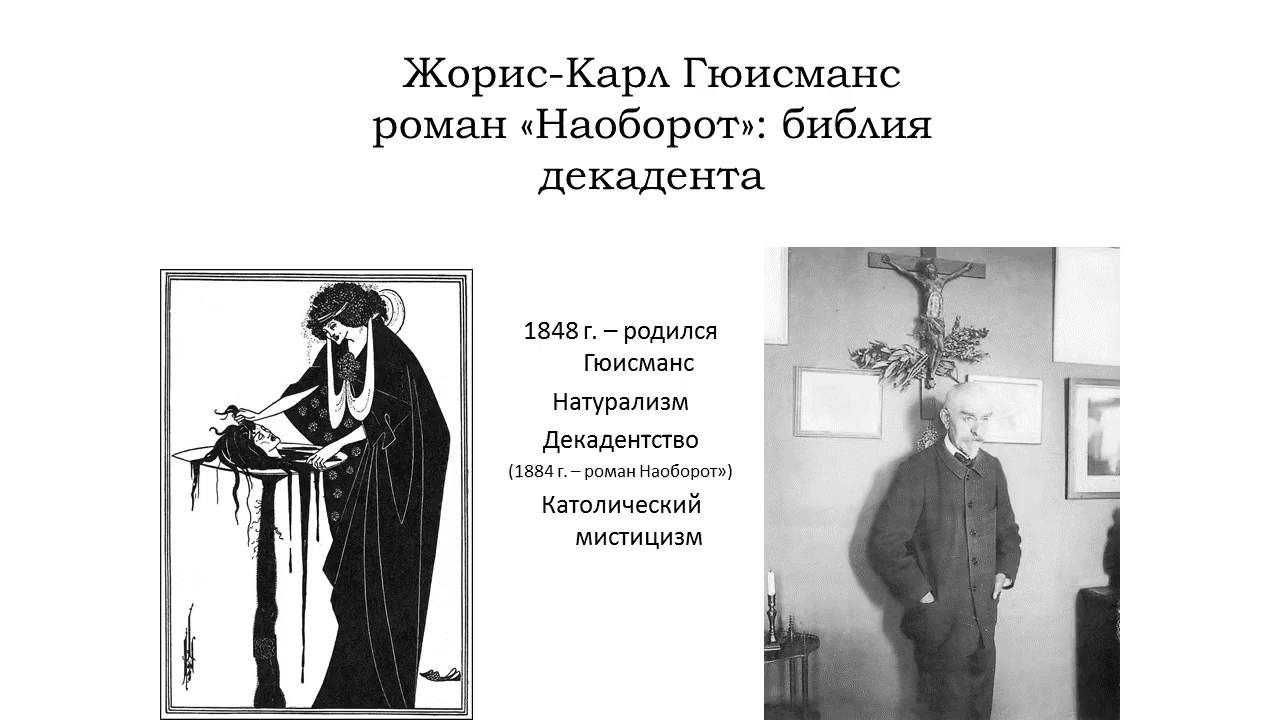 Жорис-Карл Гюисманс
роман «Наоборот»: библия
декадента
1848 г. – родился
Гюисманс
Натурализм
Декадентство
(1884 г. – роман Наоборот»)
Католический
мистицизм